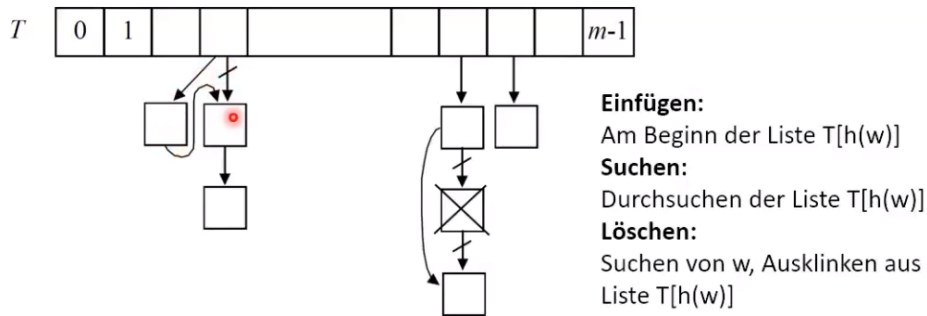 T 0 1 m-1
Einfügen:
Am Beginn der Liste T[h(w)]
Suchen:
Durchsuchen der Liste T[h(w)]
Löschen:
Suchen von w, Ausklinken aus
Liste T[h(w)]